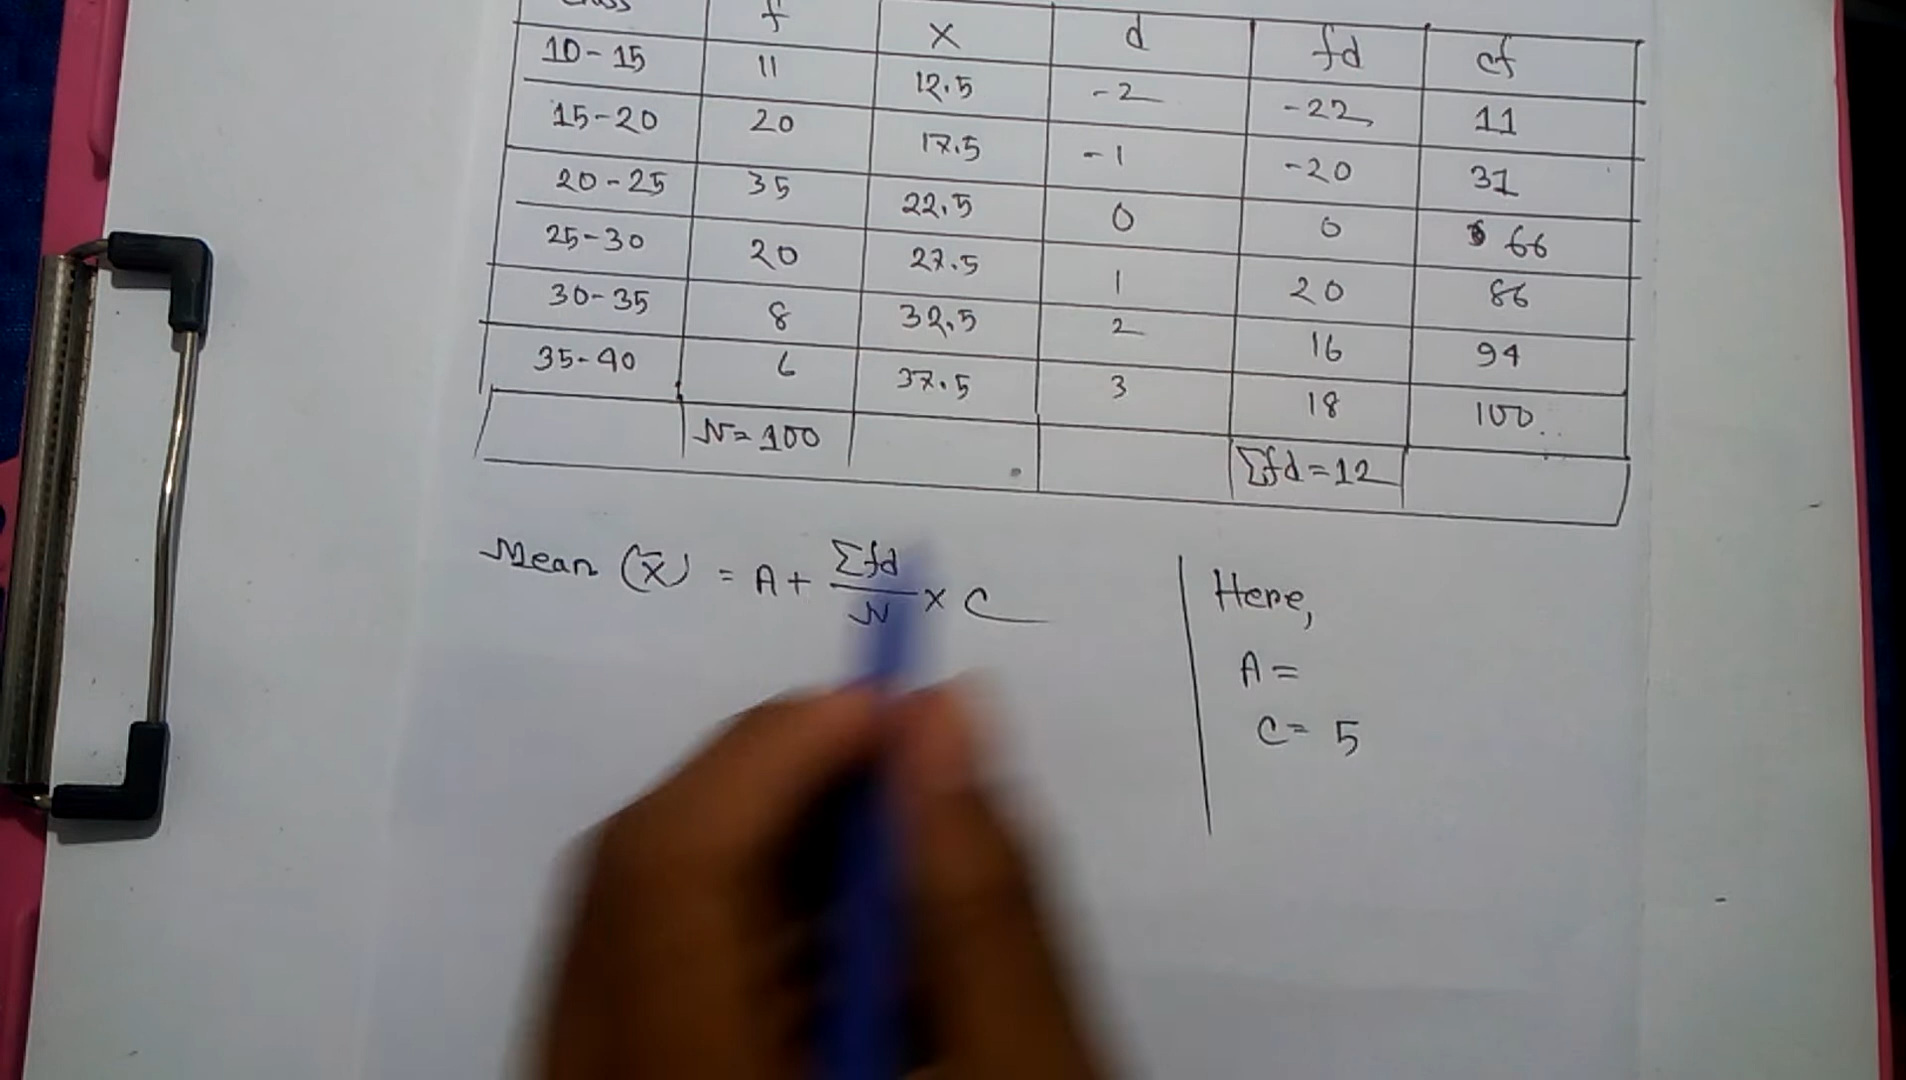 Class f X d fd cf
10-15 11 12.5 -2 -22 11
15-20 20 17.5 -1 -20 31
20-25 35 22.5 0 0 66
25-30 20 27.5 1 20 86
30-35 8 32.5 2 16 94
35-40 6 37.5 3 18 100
N= 100 Σfd=12
Mean (x̄) = A+ Σfd/N × C
Here,
A=
C= 5